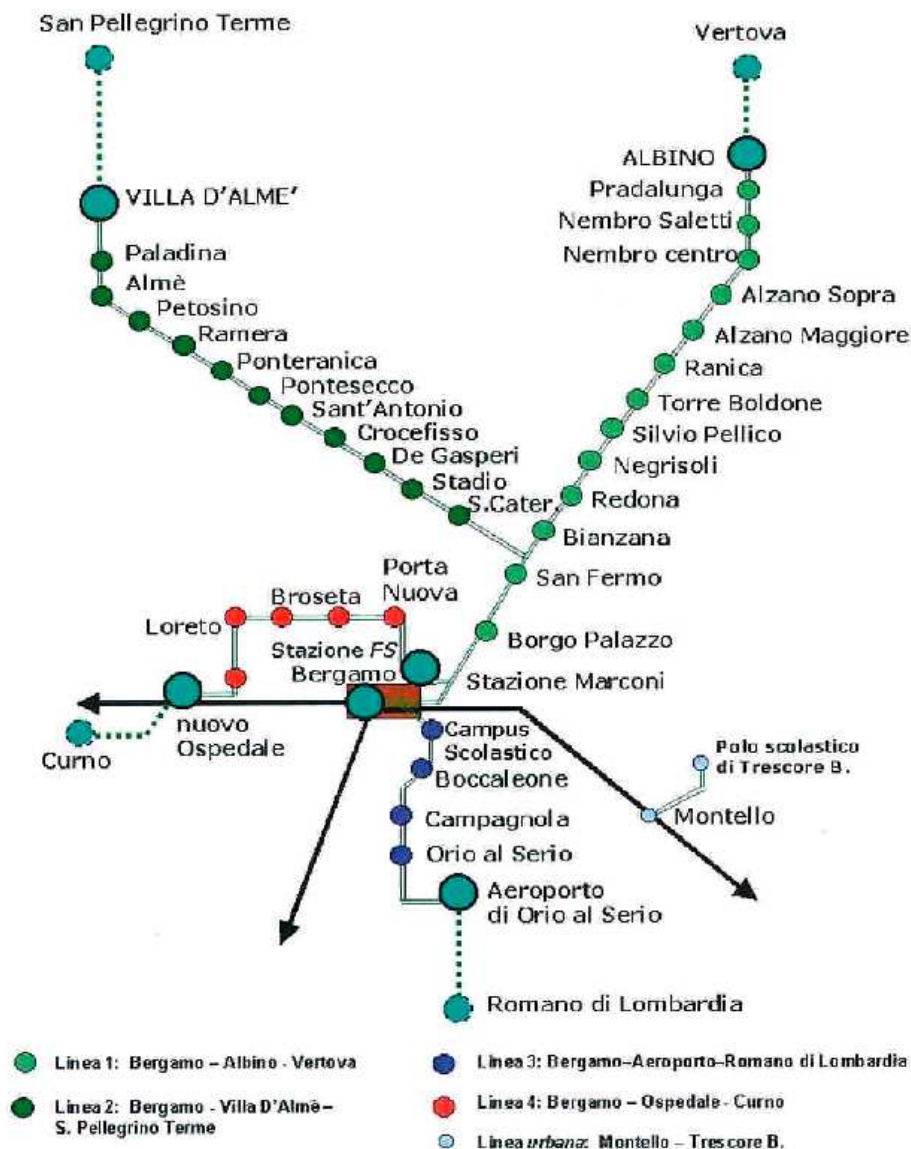 San Pellegrino Terme
Vertova
ALBINO
Pradalunga
Nembro Saletti
Nembro centro
Alzano Sopra
Alzano Maggiore
Ranica
Torre Boldone
Silvio Pellico
Negrisoli
Redona
Bianzana
San Fermo
Borgo Palazzo
Stazione Marconi
VILLA D'ALME'
Paladina
Almè
Petosino
Ramera
Ponteranica
Pontesecco
Sant'Antonio
Crocefisso
De Gasperi
Stadio
S.Cater.
Porta
Nuova
Broseta
Loreto
Stazione FS
Bergamo
nuovo
Ospedale
Curno
Campus
Scolastico
Boccaleone
Campagnola
Orio al Serio
Aeroporto
di Orio al Serio
Romano di Lombardia
Polo scolastico
di Trescore B.
Montello
Linea 1: Bergamo – Albino - Vertova
Linea 2: Bergamo - Villa D'Almè –
S. Pellegrino Terme
Linea 3: Bergamo–Aeroporto–Romano di Lombardia
Linea 4: Bergamo – Ospedale - Curno
Linea urbana: Montello – Trescore B.